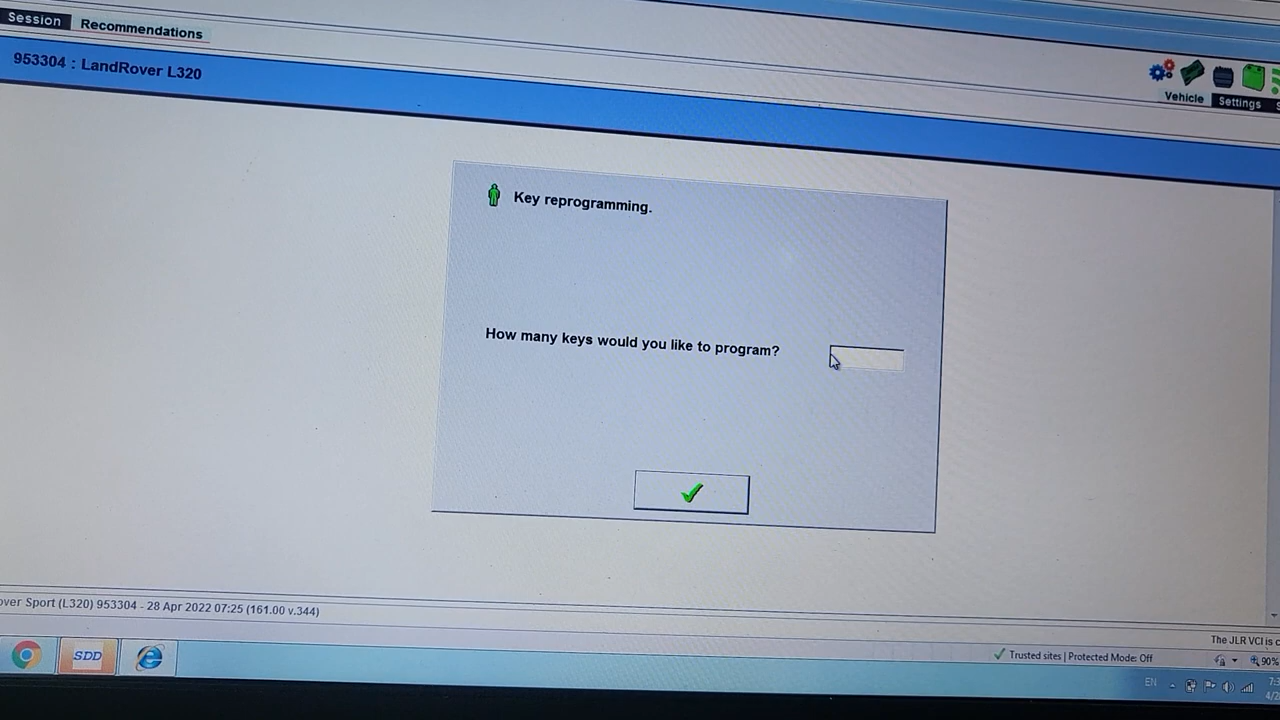 Session
Recommendations
953304 : LandRover L320
Vehicle
Settings
Key reprogramming.
How many keys would you like to program?
over Sport (L320) 953304 - 28 Apr 2022 07:25 (161.00 v.344)
The JLR VCI is
SDD
Trusted sites | Protected Mode: Off
90%
EN